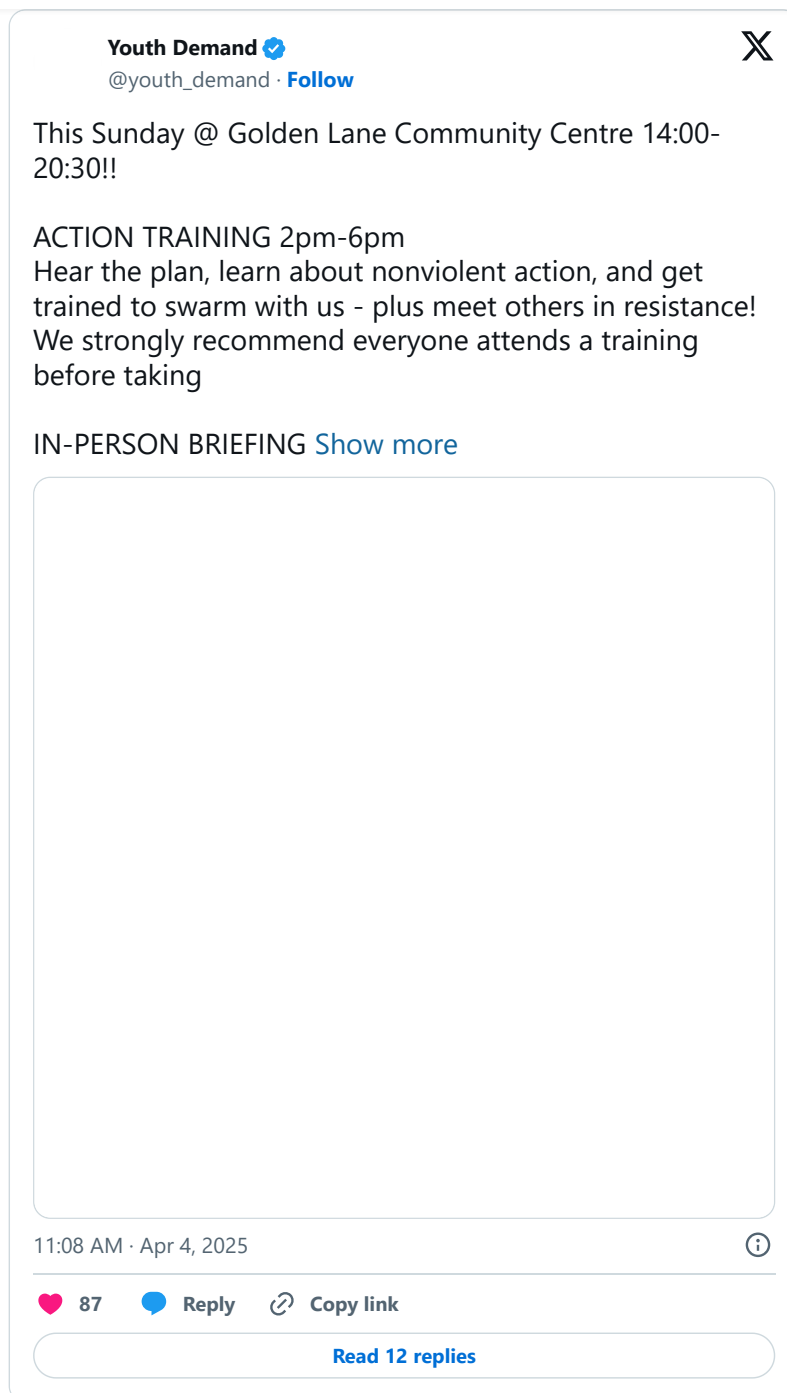 Youth Demand
@youth_demand · Follow
This Sunday @ Golden Lane Community Centre 14:00-
20:30!!
ACTION TRAINING 2pm-6pm
Hear the plan, learn about nonviolent action, and get
trained to swarm with us - plus meet others in resistance!
We strongly recommend everyone attends a training
before taking
IN-PERSON BRIEFING Show more
11:08 AM · Apr 4, 2025
87 Reply Copy link
Read 12 replies